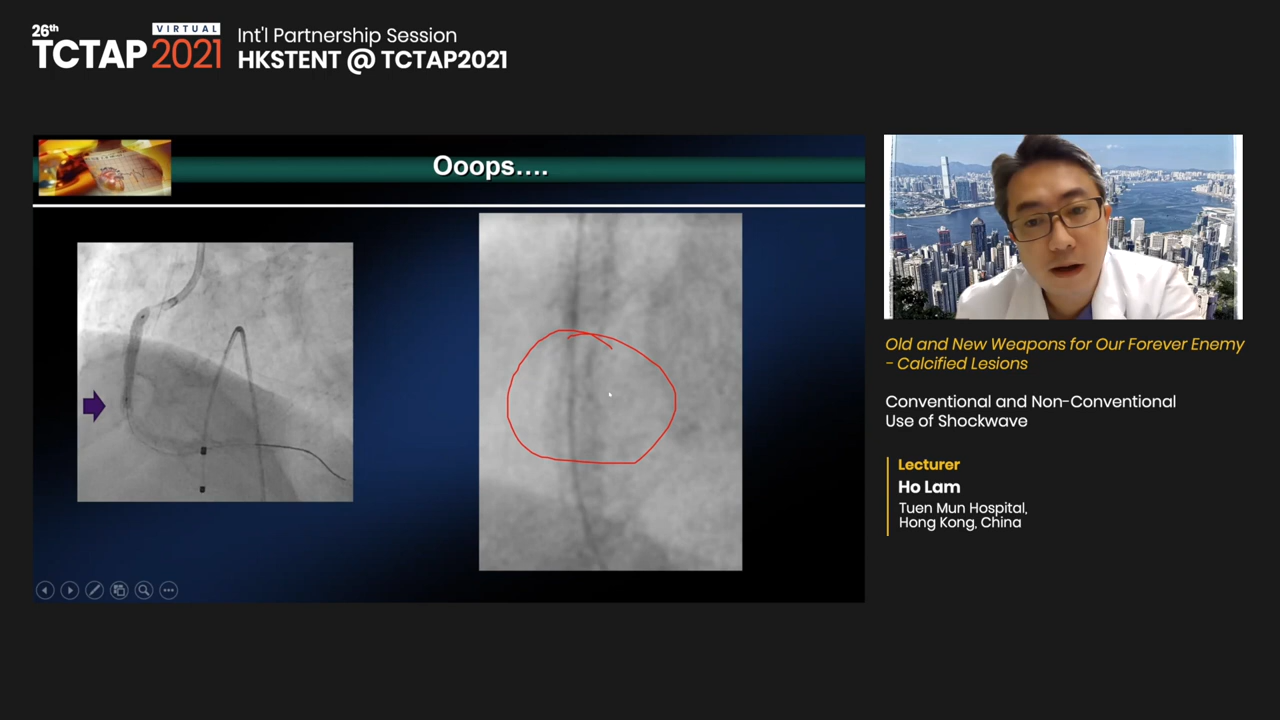 26th
VIRTUAL
TCTAP 2021
Int'l Partnership Session
HKSTENT @ TCTAP2021
Ooops....
Old and New Weapons for Our Forever Enemy
- Calcified Lesions
Conventional and Non-Conventional
Use of Shockwave
Lecturer
Ho Lam
Tuen Mun Hospital,
Hong Kong, China